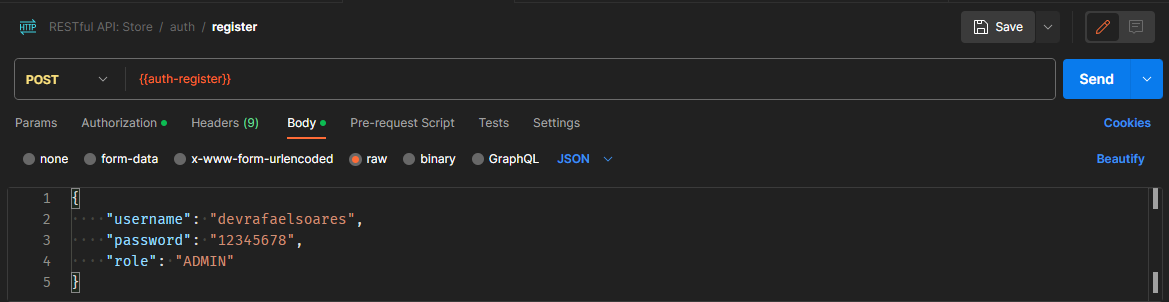 HTTP RESTful API: Store / auth / register Save
POST {{auth-register}} Send
Params Authorization Headers (9) Body Pre-request Script Tests Settings Cookies
none form-data x-www-form-urlencoded raw binary GraphQL JSON Beautify
1 {
2 ····"username":·"devrafaelsoares",
3 ····"password":·"12345678",
4 ····"role":·"ADMIN"
5 }